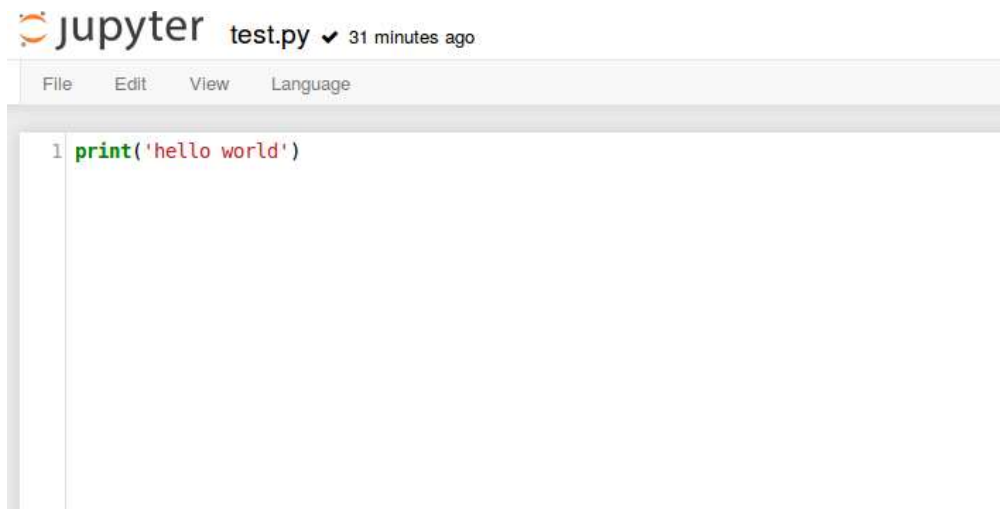 jupyter test.py ✔ 31 minutes ago
File Edit View Language
1 print('hello world')